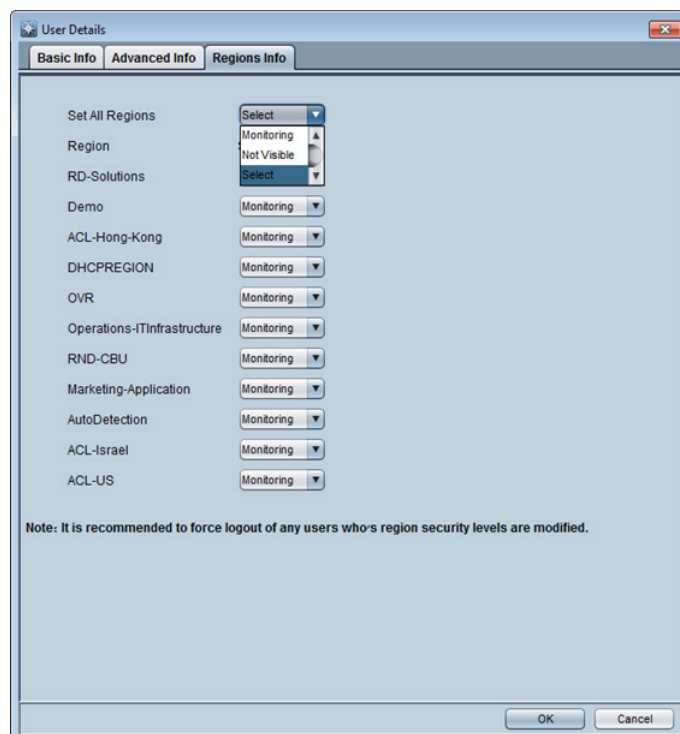 User Details
Basic Info Advanced Info Regions Info
Set All Regions Select
Monitoring
Region
Not Visible
RD-Solutions Select
Demo Monitoring
ACL-Hong-Kong Monitoring
DHCPREGION Monitoring
OVR Monitoring
Operations-ITInfrastructure Monitoring
RND-CBU Monitoring
Marketing-Application Monitoring
AutoDetection Monitoring
ACL-Israel Monitoring
ACL-US Monitoring
Note: It is recommended to force logout of any users who's region security levels are modified.
OK Cancel